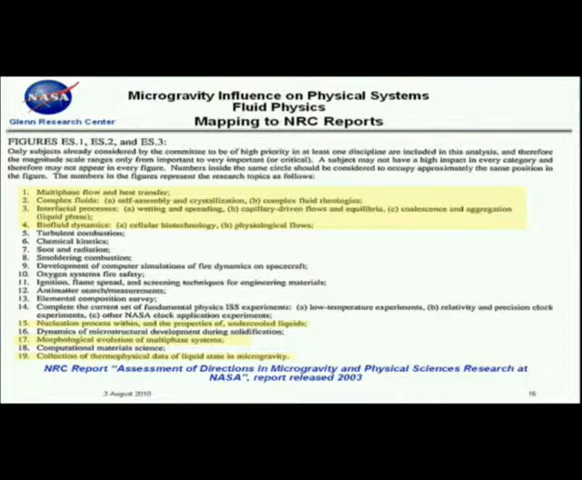 NASA
Glenn Research Center
Microgravity Influence on Physical Systems
Fluid Physics
Mapping to NRC Reports
FIGURES ES.1, ES.2, and ES.3:
Only subjects already considered by the committee to be of high priority in at least one discipline are included in this analysis, and therefore
the magnitude scale ranges only from important to very important (or critical). A subject may not have a high impact in every category and
therefore may not appear in every figure. Numbers inside the same circle should be considered to occupy approximately the same position in
the figure. The numbers in the figures represent the research topics as follows:
1. Multiphase flow and heat transfer;
2. Complex fluids: (a) self-assembly and crystallization, (b) complex fluid rheologies;
3. Interfacial processes: (a) wetting and spreading, (b) capillary-driven flows and equilibria, (c) coalescence and aggregation
(liquid phase);
4. Biofluid dynamics: (a) cellular biotechnology, (b) physiological flows;
5. Turbulent combustion;
6. Chemical kinetics;
7. Soot and radiation;
8. Smoldering combustion;
9. Development of computer simulations of fire dynamics on spacecraft;
10. Oxygen systems fire safety;
11. Ignition, flame spread, and screening techniques for engineering materials;
12. Antimatter search/measurements;
13. Elemental composition survey;
14. Complete the current set of fundamental physics ISS experiments: (a) low-temperature experiments, (b) relativity and precision clock
experiments, (c) other NASA clock application experiments;
15. Nucleation process within, and the properties of, undercooled liquids;
16. Dynamics of microstructural development during solidification;
17. Morphological evolution of multiphase systems;
18. Computational materials science;
19. Collection of thermophysical data of liquid state in microgravity.
NRC Report "Assessment of Directions in Microgravity and Physical Sciences Research at
NASA", report released 2003
3 August 2010
16